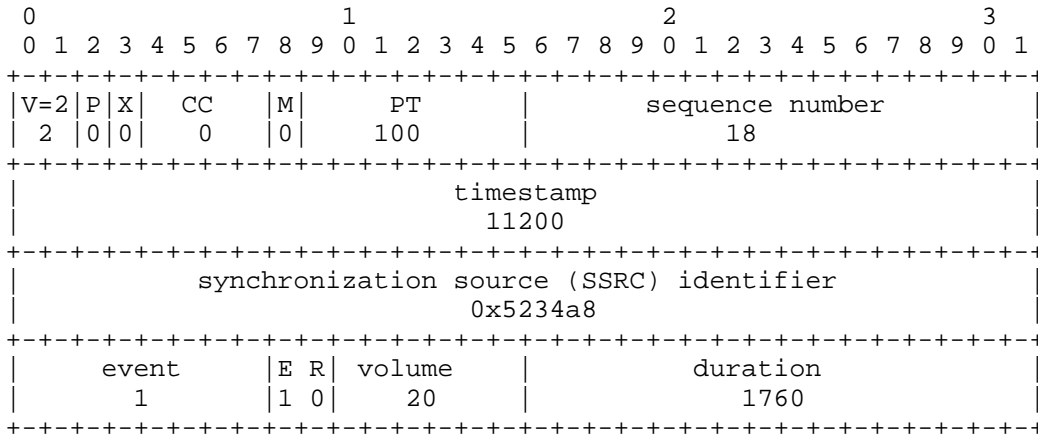 0                   1                   2                   3
 0 1 2 3 4 5 6 7 8 9 0 1 2 3 4 5 6 7 8 9 0 1 2 3 4 5 6 7 8 9 0 1
+-+-+-+-+-+-+-+-+-+-+-+-+-+-+-+-+-+-+-+-+-+-+-+-+-+-+-+-+-+-+-+-+
|V=2|P|X|  CC   |M|     PT      |       sequence number         |
| 2 |0|0|   0   |0|    100      |            18                 |
+-+-+-+-+-+-+-+-+-+-+-+-+-+-+-+-+-+-+-+-+-+-+-+-+-+-+-+-+-+-+-+-+
|                           timestamp                           |
|                             11200                             |
+-+-+-+-+-+-+-+-+-+-+-+-+-+-+-+-+-+-+-+-+-+-+-+-+-+-+-+-+-+-+-+-+
|           synchronization source (SSRC) identifier            |
|                            0x5234a8                           |
+-+-+-+-+-+-+-+-+-+-+-+-+-+-+-+-+-+-+-+-+-+-+-+-+-+-+-+-+-+-+-+-+
|     event     |E R| volume    |          duration             |
|       1       |1 0|    20     |             1760              |
+-+-+-+-+-+-+-+-+-+-+-+-+-+-+-+-+-+-+-+-+-+-+-+-+-+-+-+-+-+-+-+-+